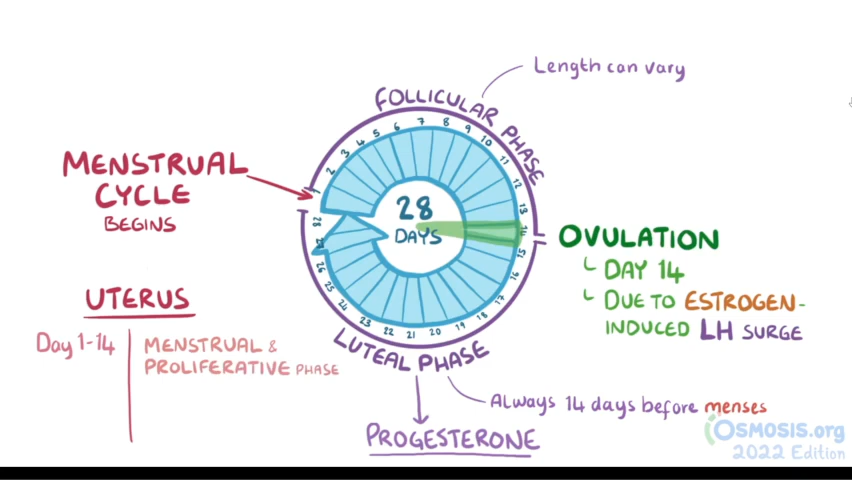 Length can vary
FOLLICULAR PHASE
1 2 3 4 5 6 7 8 9 10 11 12 13 14
15 16 17 18 19 20 21 22 23 24 25 26 28
MENSTRUAL
CYCLE
BEGINS
28
DAYS
OVULATION
DAY 14
DUE TO ESTROGEN-
INDUCED LH SURGE
UTERUS
Day 1-14
MENSTRUAL &
PROLIFERATIVE PHASE
LUTEAL PHASE
Always 14 days before menses
PROGESTERONE
OSMOSIS.org
2022 Edition